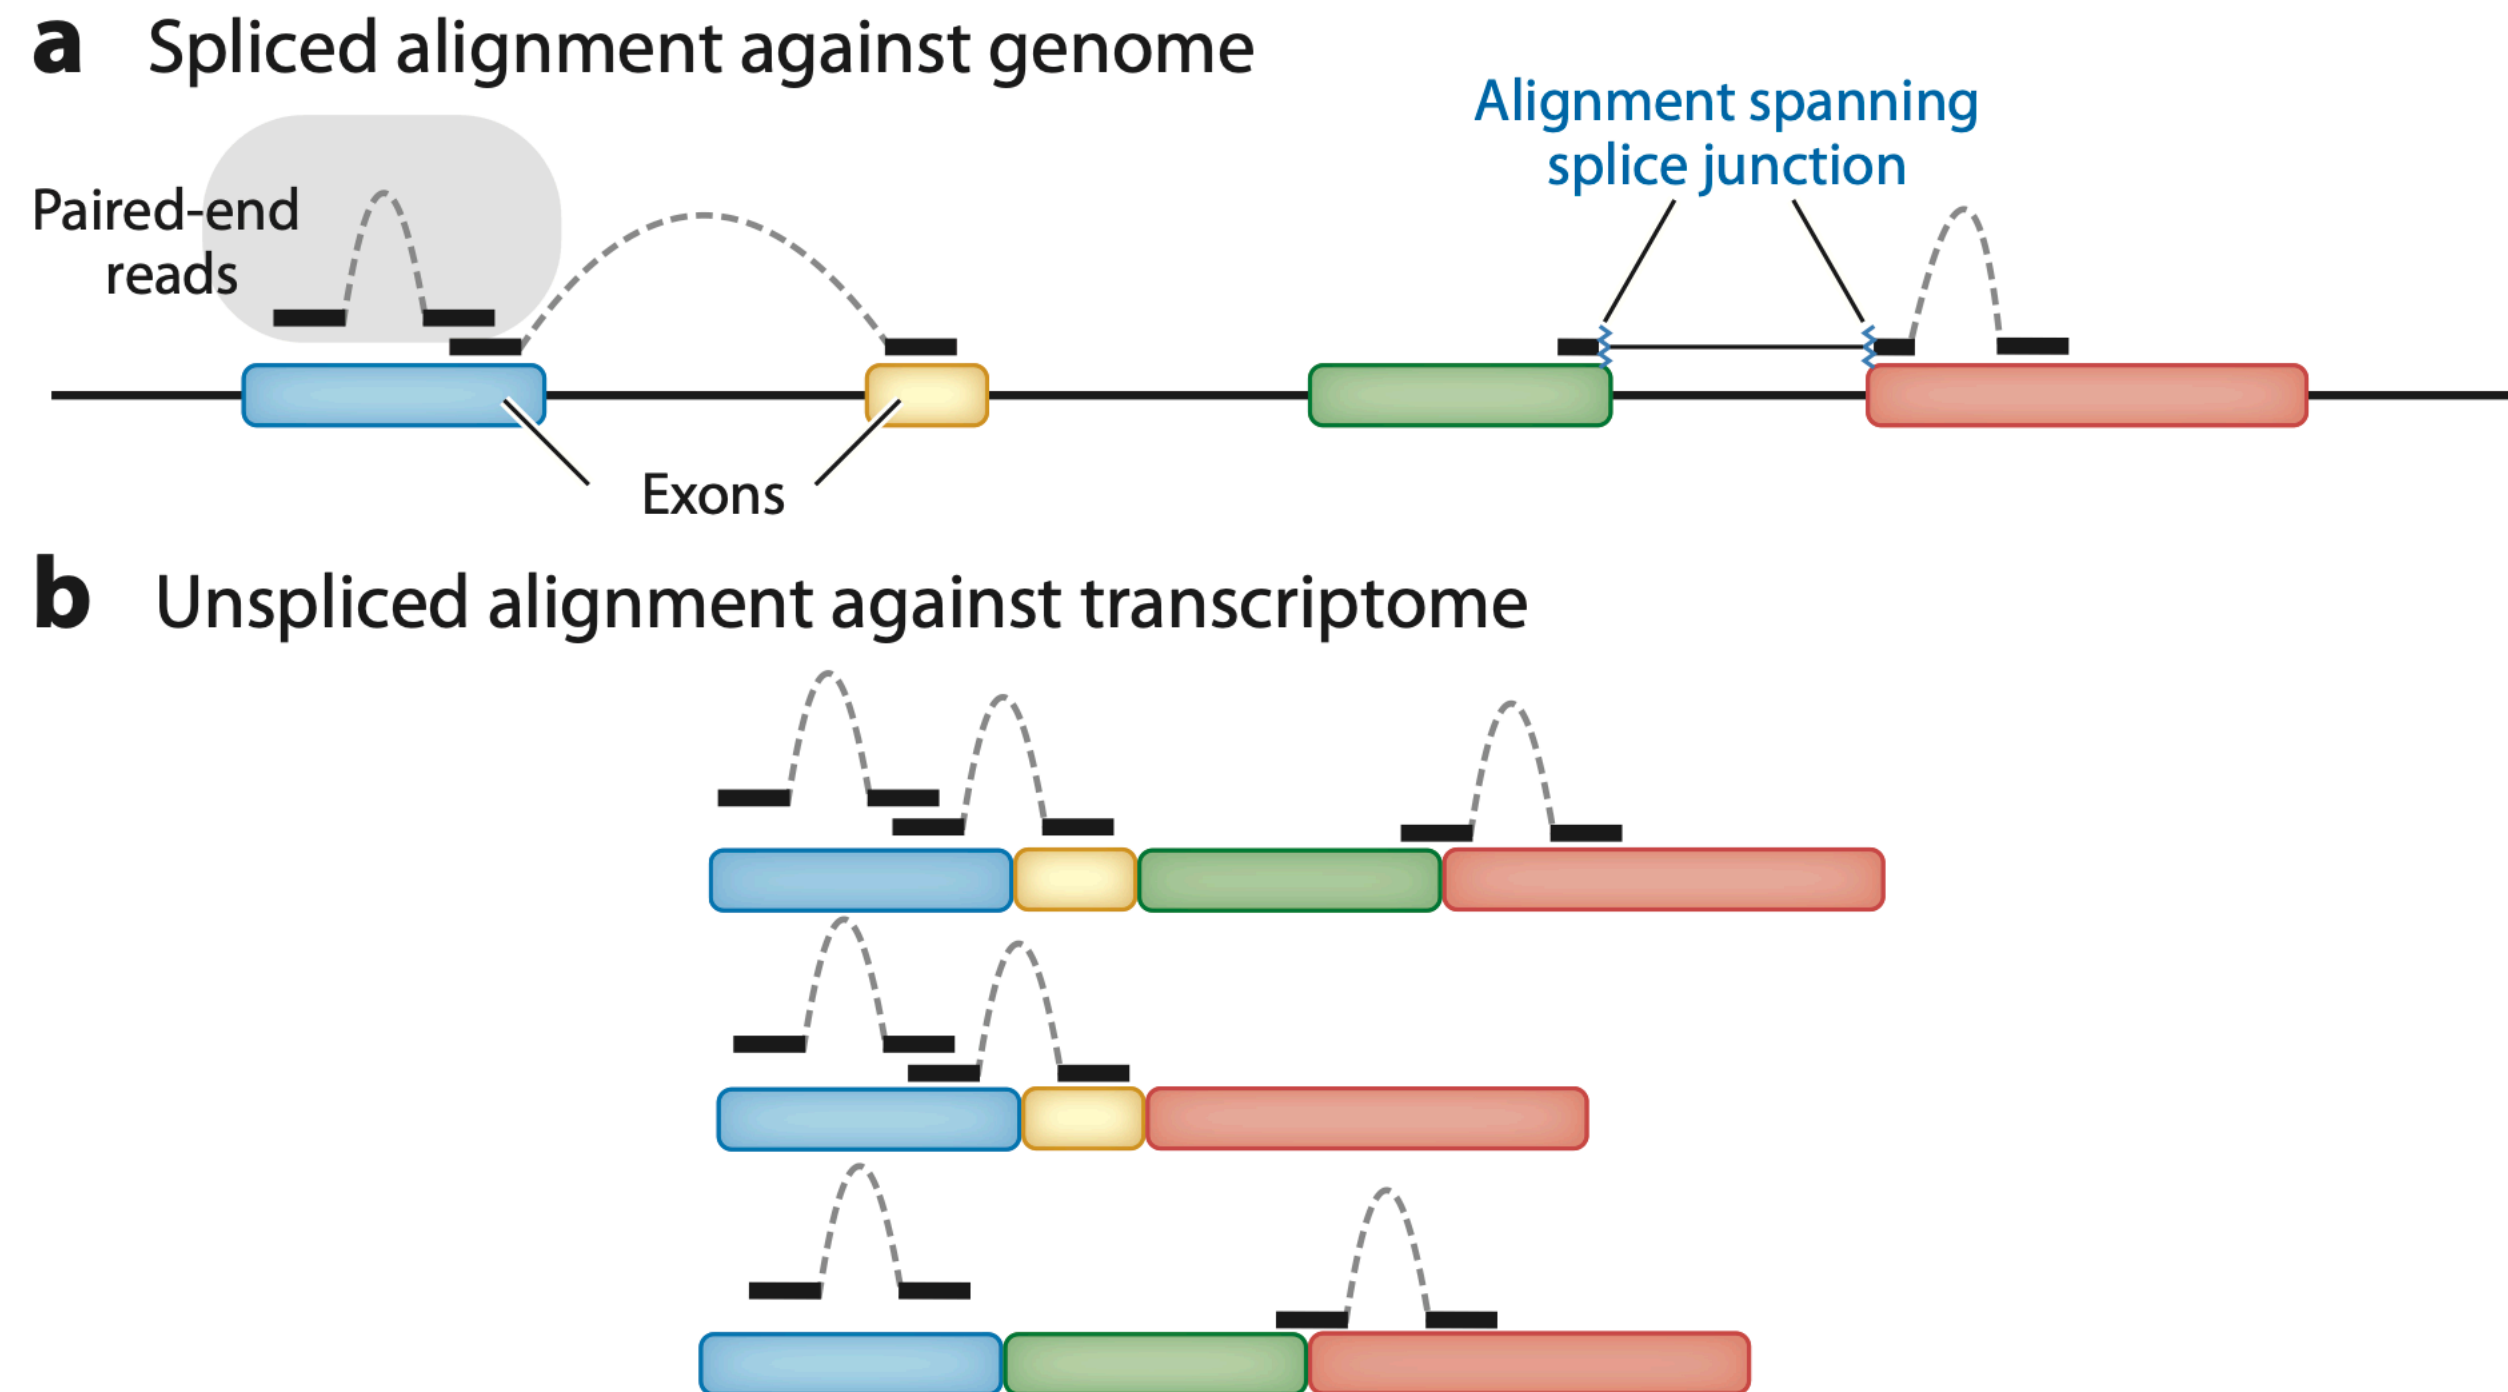 a Spliced alignment against genome
Alignment spanning
splice junction
Paired-end
reads
Exons
b Unspliced alignment against transcriptome